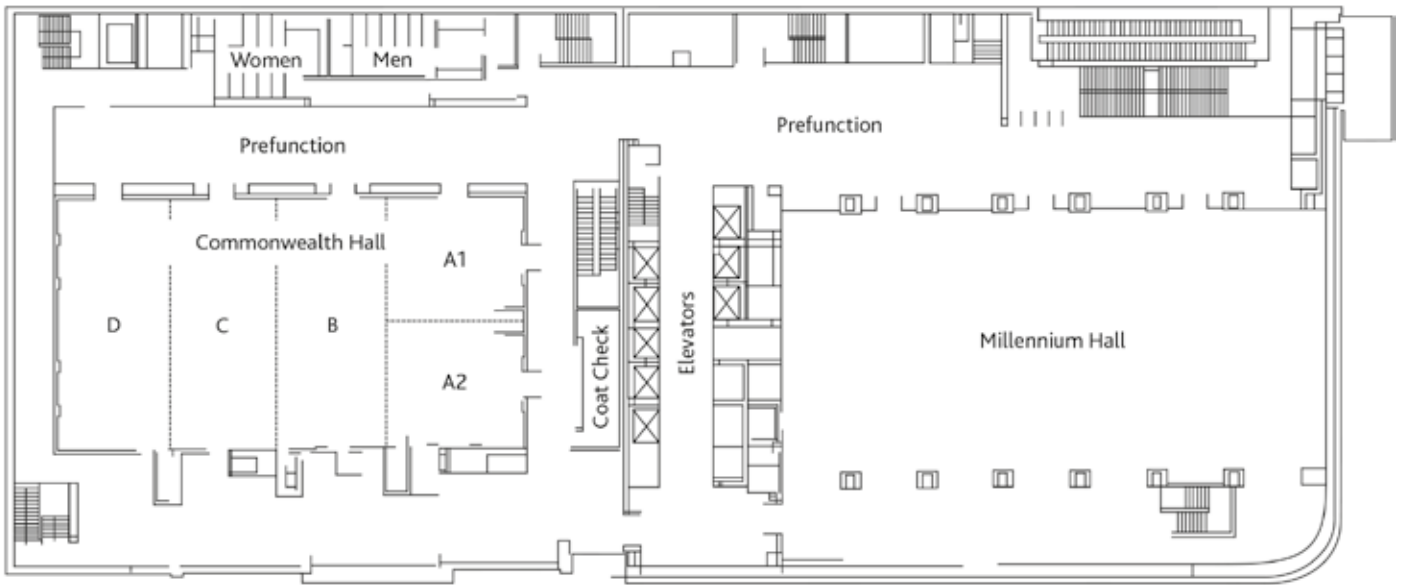 Women
Men
Prefunction
Prefunction
Commonwealth Hall
A1
D
C
B
A2
Coat Check
Elevators
Millennium Hall